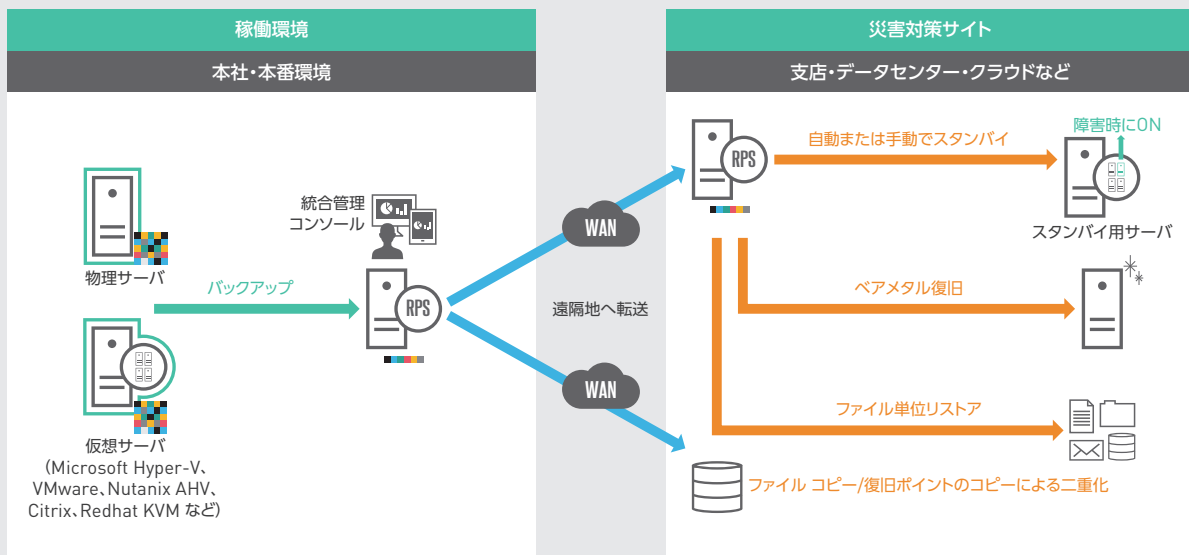 稼働環境
本社・本番環境
統合管理
コンソール
物理サーバ
バックアップ
RPS
仮想サーバ
(Microsoft Hyper-V、
VMware、Nutanix AHV、
Citrix、Redhat KVM など)
WAN
遠隔地へ転送
WAN
災害対策サイト
支店・データセンター・クラウドなど
RPS
自動または手動でスタンバイ
障害時にON
スタンバイ用サーバ
ベアメタル復旧
ファイル単位リストア
ファイル コピー/復旧ポイントのコピーによる二重化